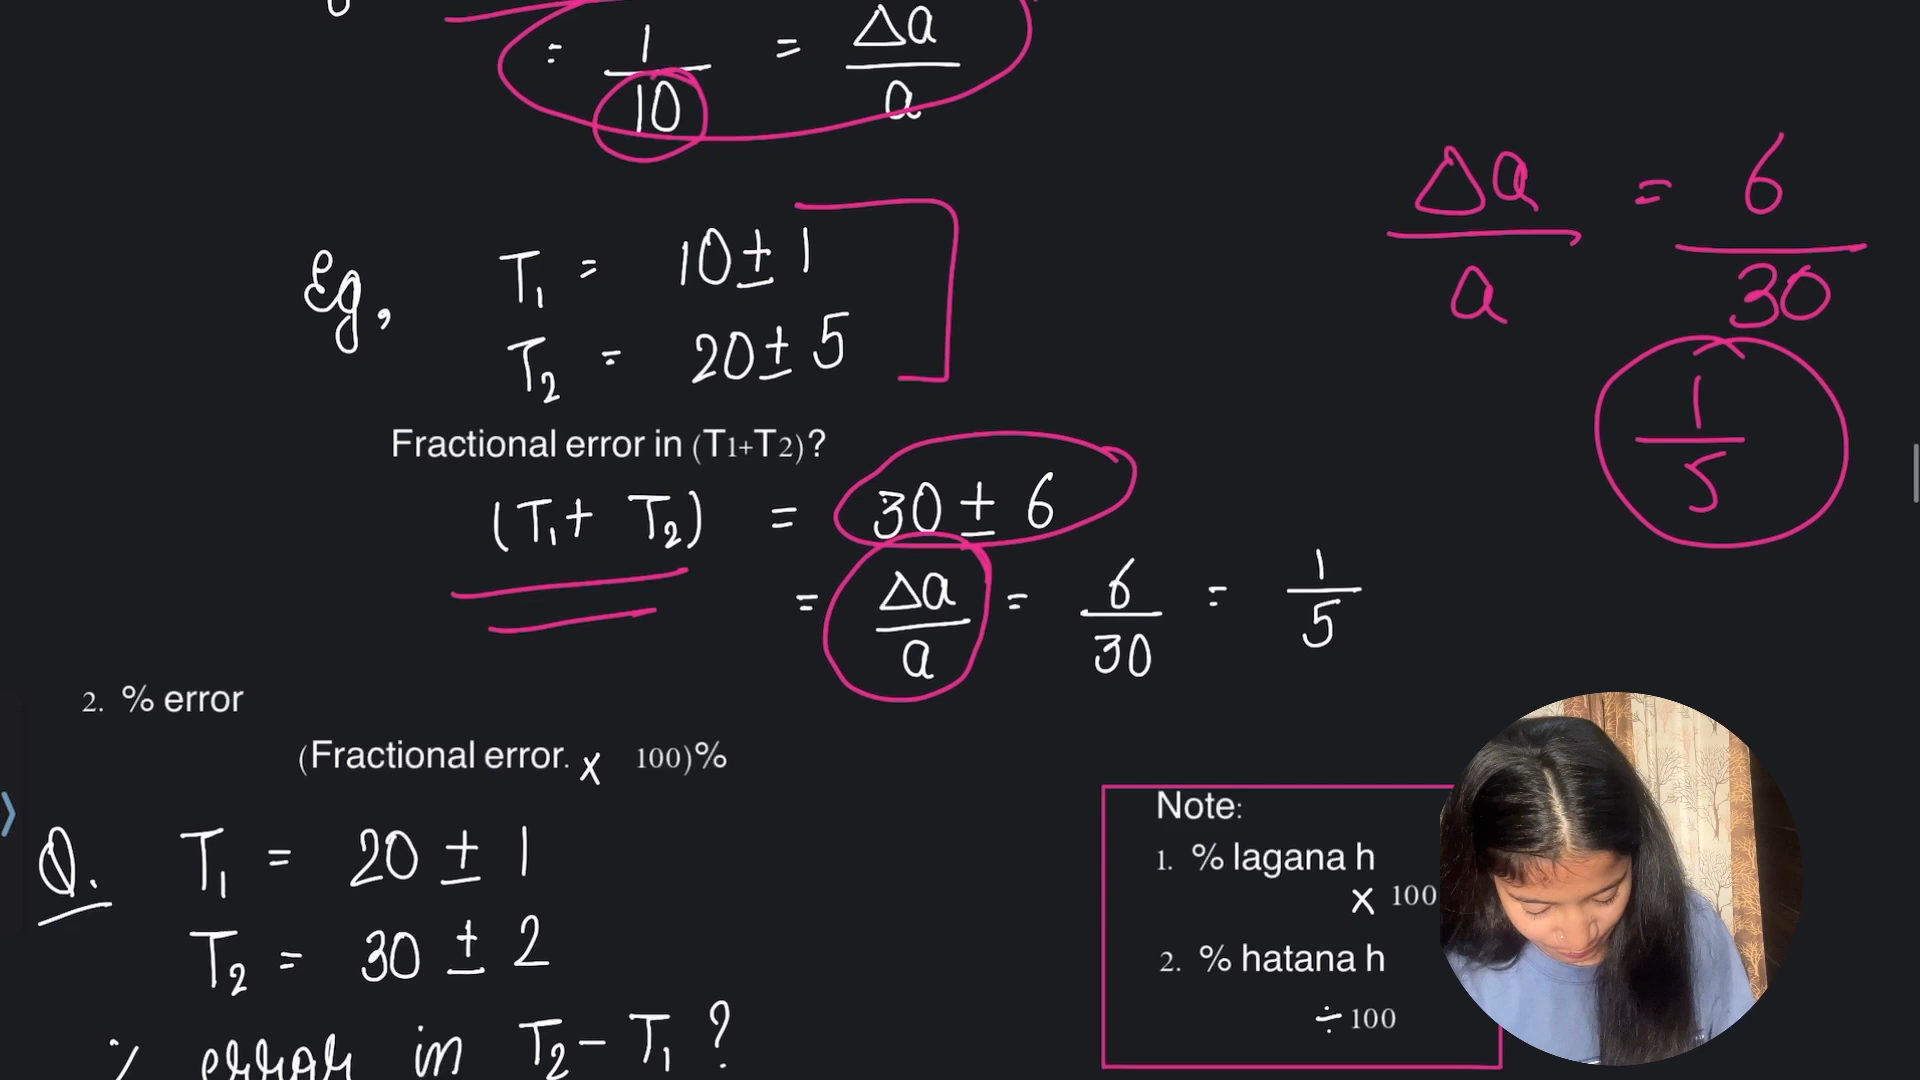 = 1/10 = Δa/a
Δa/a = 6/30
1/5
Eg, T₁ = 10 ± 1
T₂ = 20 ± 5
Fractional error in (T1+T2)?
(T₁ + T₂) = 30 ± 6
= Δa/a = 6/30 = 1/5
2. % error
(Fractional error. x 100)%
Q. T₁ = 20 ± 1
T₂ = 30 ± 2
% error in T₂ - T₁ ?
Note:
1. % lagana h
x 100
2. % hatana h
÷ 100